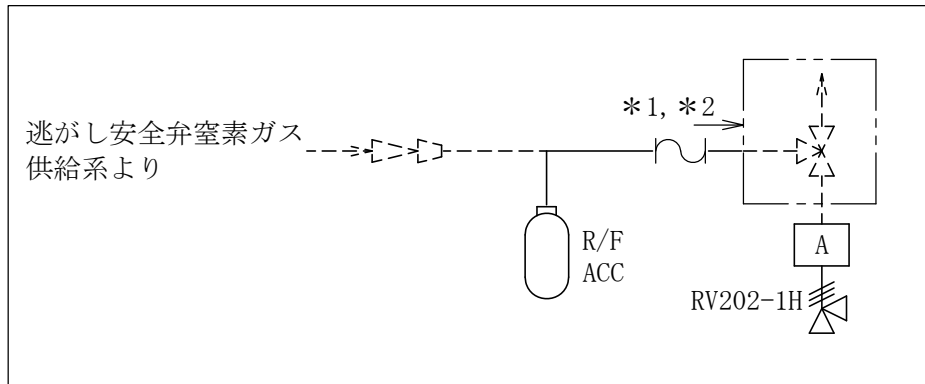 逃がし安全弁窒素ガス
供給系より
*1, *2
R/F
ACC
A
RV202-1H